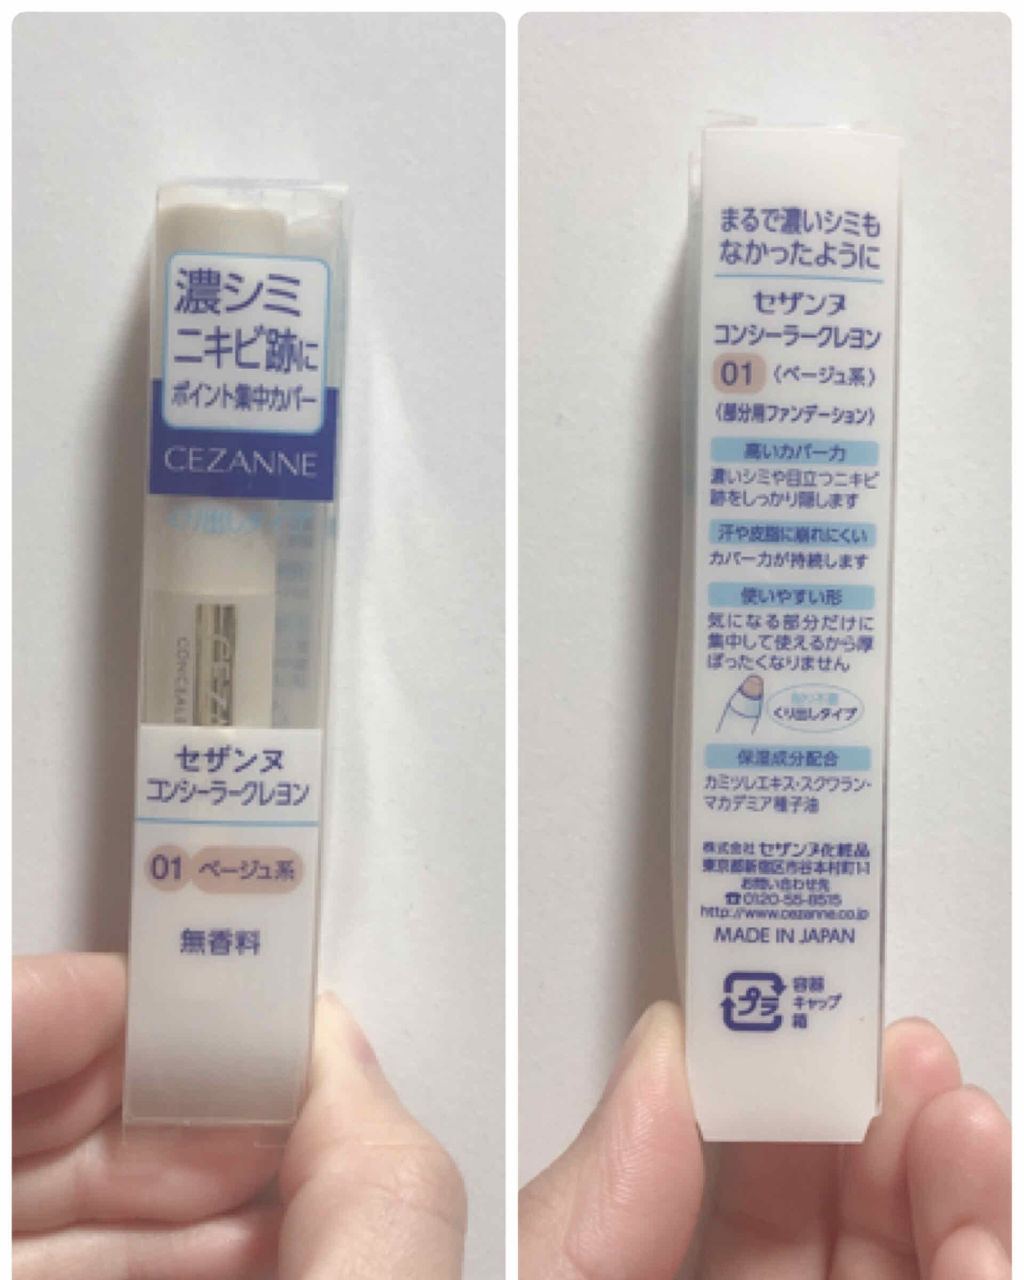 濃シミ
ニキビ跡に
ポイント集中カバー
CEZANNE
くり出しタイプ
CONCEALE
セザンヌ
コンシーラークレヨン
01 ベージュ系
無香料
まるで濃いシミも
なかったように
セザンヌ
コンシーラークレヨン
01 〈ベージュ系〉
〈部分用ファンデーション〉
高いカバー力
濃いシミや目立つニキビ
跡をしっかり隠します
汗や皮脂に崩れにくい
カバー力が持続します
使いやすい形
気になる部分だけに
集中して使えるから厚
ぼったくなりません
削り不要
くり出しタイプ
保湿成分配合
カミツレエキス・スクワラン・
マカデミア種子油
株式会社 セザンヌ化粧品
東京都新宿区市谷本村町1-1
お問い合わせ先
☎0120-55-8515
http://www.cezanne.co.jp
MADE IN JAPAN
プラ
容器
キャップ
箱